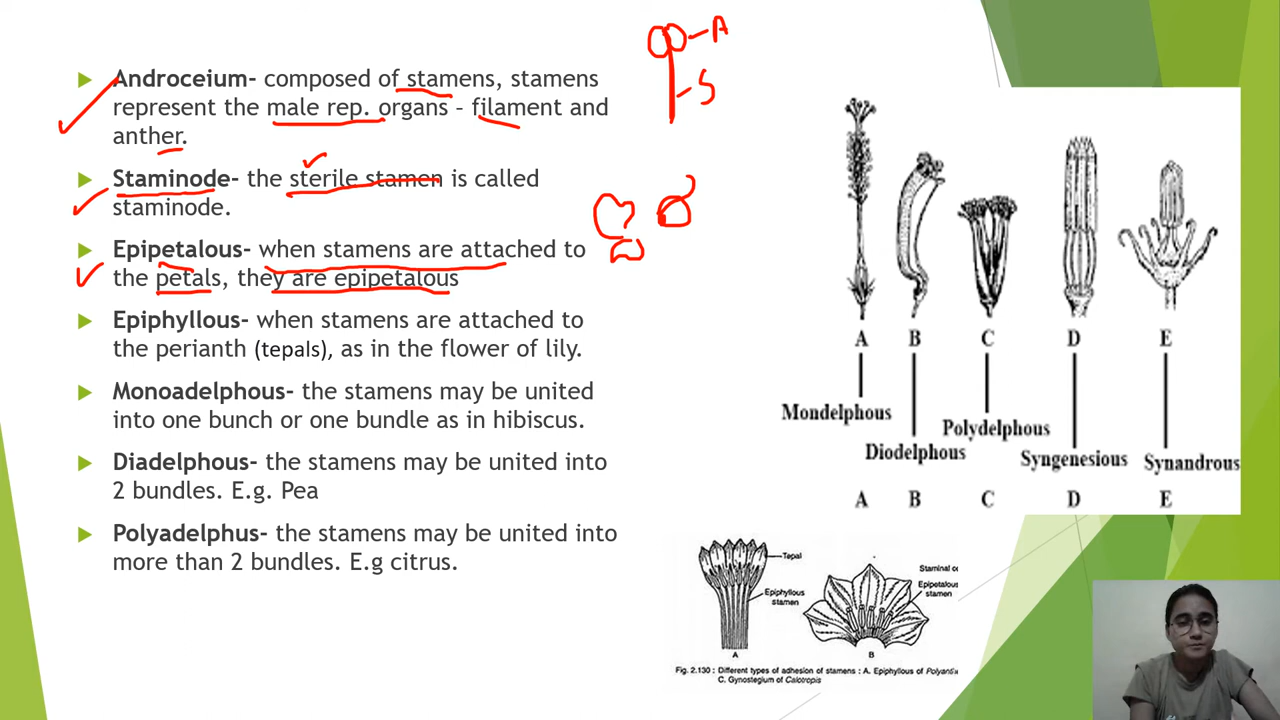 Androceium- composed of stamens, stamens
represent the male rep. organs – filament and
anther.
Staminode- the sterile stamen is called
staminode.
Epipetalous- when stamens are attached to
the petals, they are epipetalous
Epiphyllous- when stamens are attached to
the perianth (tepals), as in the flower of lily.
Monoadelphous- the stamens may be united
into one bunch or one bundle as in hibiscus.
Diadelphous- the stamens may be united into
2 bundles. E.g. Pea
Polyadelphus- the stamens may be united into
more than 2 bundles. E.g citrus.
A
S
A B C D E
Mondelphous
Diodelphous
Polydelphous
Syngenesious
Synandrous
A B C D E
Tepal
Epiphyllous
stamen
A
Staminal co
Epipetalous
stamen
B
Fig. 2.130 : Different types of adhesion of stamens : A. Epiphyllous of Polyanthe
C. Gynostegium of Calotropis